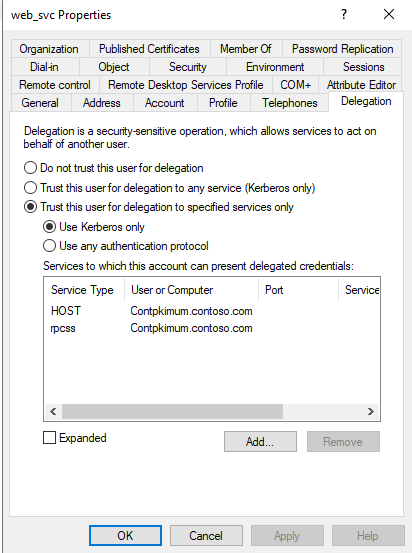 web_svc Properties
?
Organization Published Certificates Member Of Password Replication
Dial-in Object Security Environment Sessions
Remote control Remote Desktop Services Profile COM+ Attribute Editor
General Address Account Profile Telephones Delegation
Delegation is a security-sensitive operation, which allows services to act on
behalf of another user.
Do not trust this user for delegation
Trust this user for delegation to any service (Kerberos only)
Trust this user for delegation to specified services only
Use Kerberos only
Use any authentication protocol
Services to which this account can present delegated credentials:
Service Type User or Computer Port Service
HOST Contpkimum.contoso.com
rpcss Contpkimum.contoso.com
Expanded Add... Remove
OK Cancel Apply Help